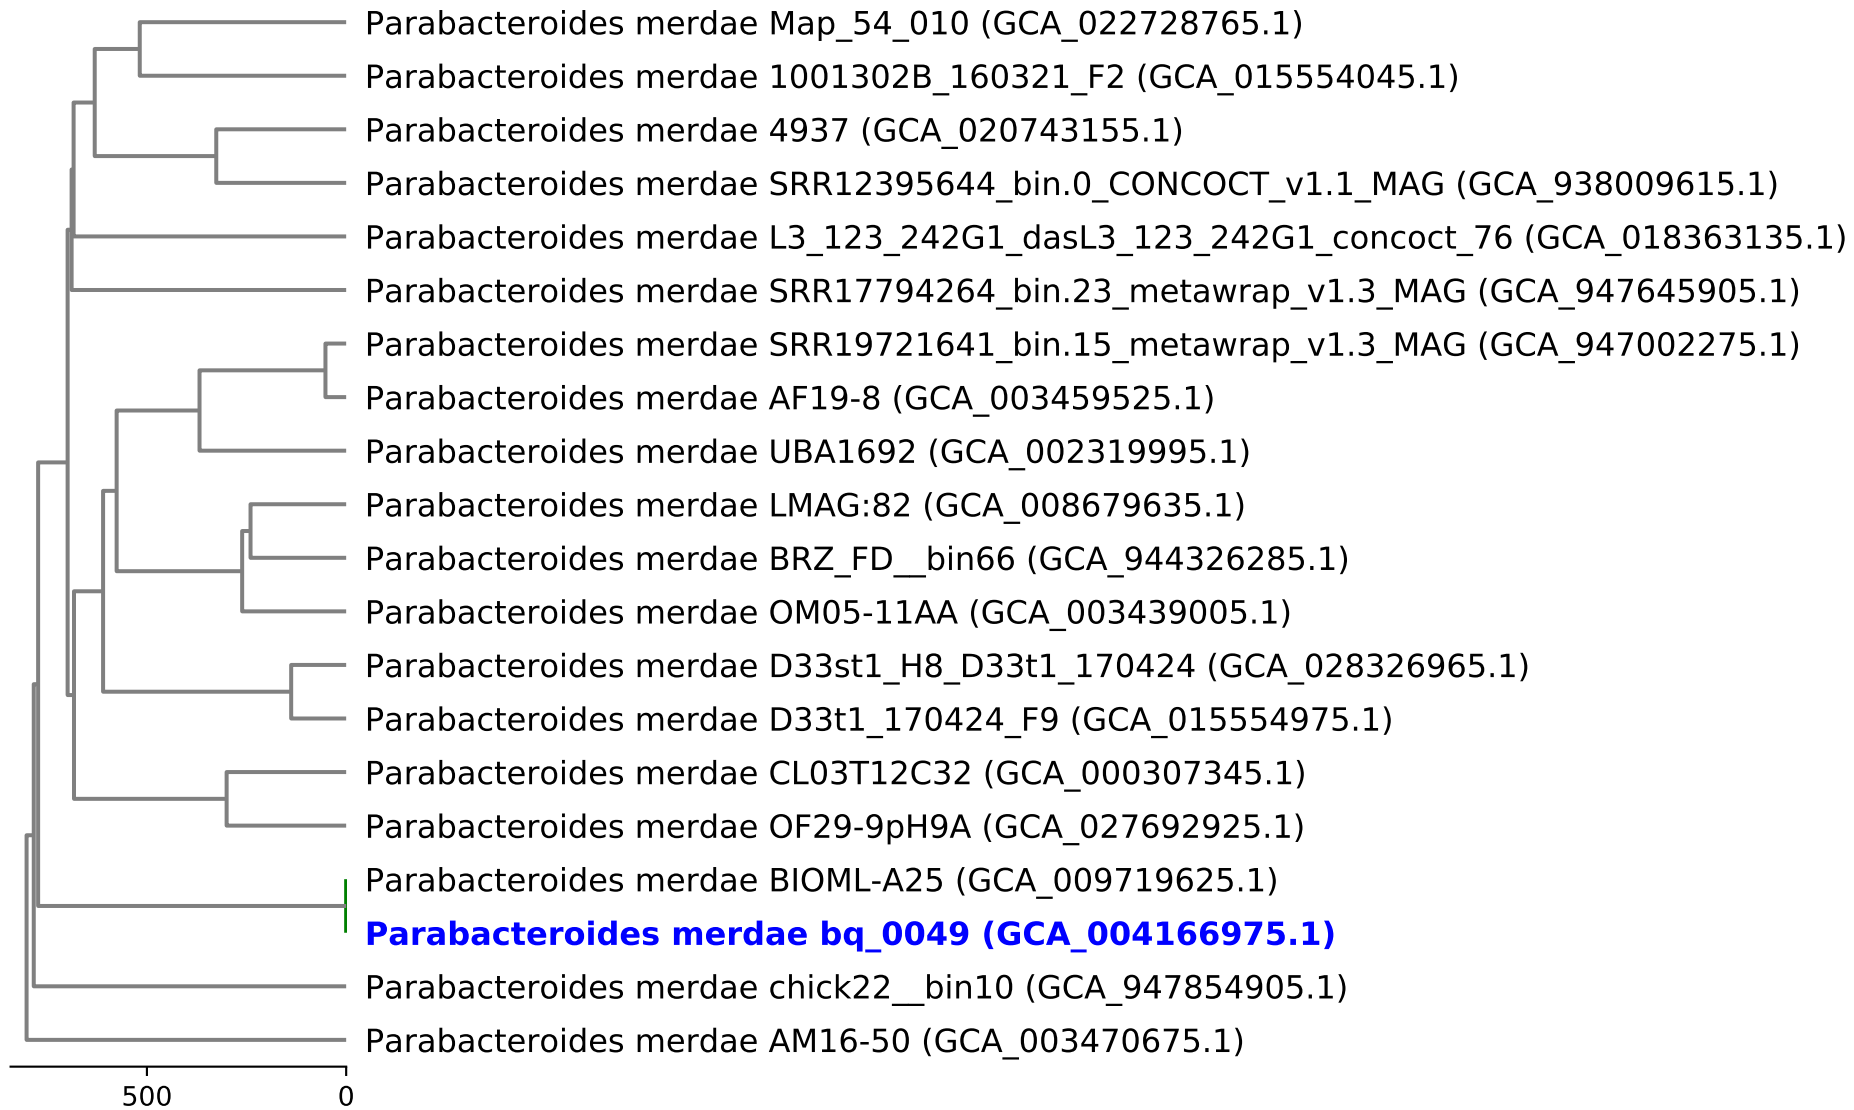 Parabacteroides merdae Map_54_010 (GCA_022728765.1)
Parabacteroides merdae 1001302B_160321_F2 (GCA_015554045.1)
Parabacteroides merdae 4937 (GCA_020743155.1)
Parabacteroides merdae SRR12395644_bin.0_CONCOCT_v1.1_MAG (GCA_938009615.1)
Parabacteroides merdae L3_123_242G1_dasL3_123_242G1_concoct_76 (GCA_018363135.1)
Parabacteroides merdae SRR17794264_bin.23_metawrap_v1.3_MAG (GCA_947645905.1)
Parabacteroides merdae SRR19721641_bin.15_metawrap_v1.3_MAG (GCA_947002275.1)
Parabacteroides merdae AF19-8 (GCA_003459525.1)
Parabacteroides merdae UBA1692 (GCA_002319995.1)
Parabacteroides merdae LMAG:82 (GCA_008679635.1)
Parabacteroides merdae BRZ_FD__bin66 (GCA_944326285.1)
Parabacteroides merdae OM05-11AA (GCA_003439005.1)
Parabacteroides merdae D33st1_H8_D33t1_170424 (GCA_028326965.1)
Parabacteroides merdae D33t1_170424_F9 (GCA_015554975.1)
Parabacteroides merdae CL03T12C32 (GCA_000307345.1)
Parabacteroides merdae OF29-9pH9A (GCA_027692925.1)
Parabacteroides merdae BIOML-A25 (GCA_009719625.1)
Parabacteroides merdae bq_0049 (GCA_004166975.1)
Parabacteroides merdae chick22__bin10 (GCA_947854905.1)
Parabacteroides merdae AM16-50 (GCA_003470675.1)
500 0